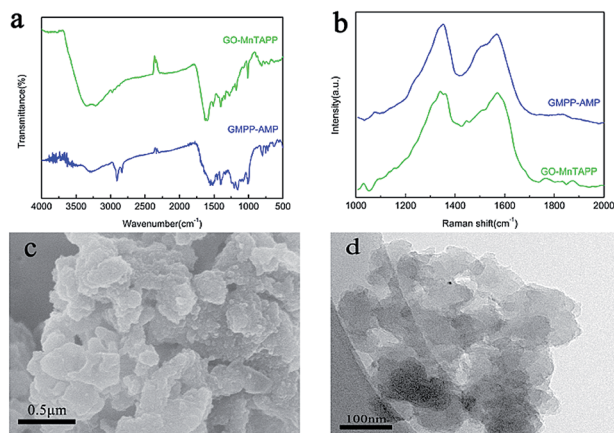 a
GO-MnTAPP
GMPP-AMP
Transmittance(%)
4000 3500 3000 2500 2000 1500 1000 500
Wavenumber(cm-1)
b
GMPP-AMP
GO-MnTAPP
Intensity(a.u.)
1000 1200 1400 1600 1800 2000
Raman shift(cm-1)
c
0.5μm
d
100nm